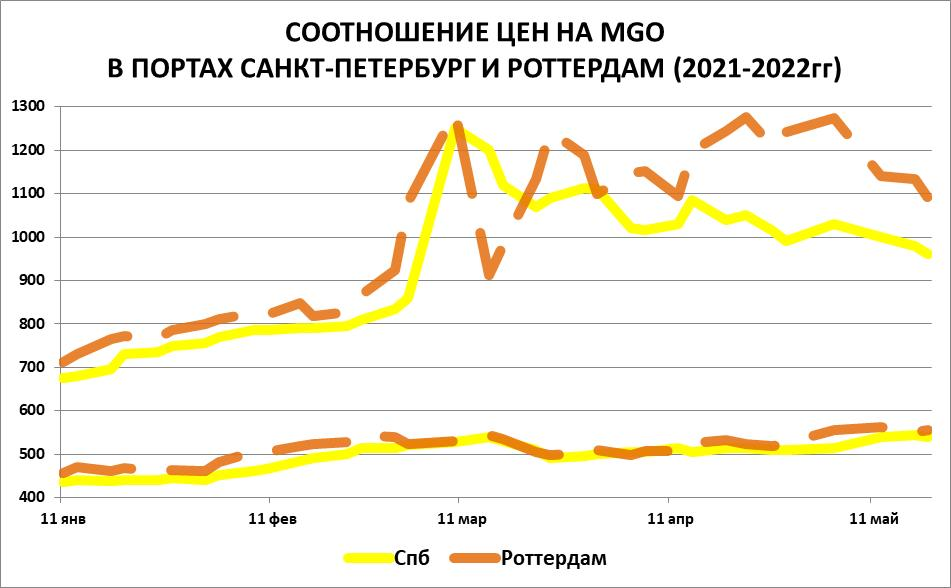 СООТНОШЕНИЕ ЦЕН НА MGO
В ПОРТАХ САНКТ-ПЕТЕРБУРГ И РОТТЕРДАМ (2021-2022гг)
1300
1200
1100
1000
900
800
700
600
500
400
11 янв 11 фев 11 мар 11 апр 11 май
Спб Роттердам